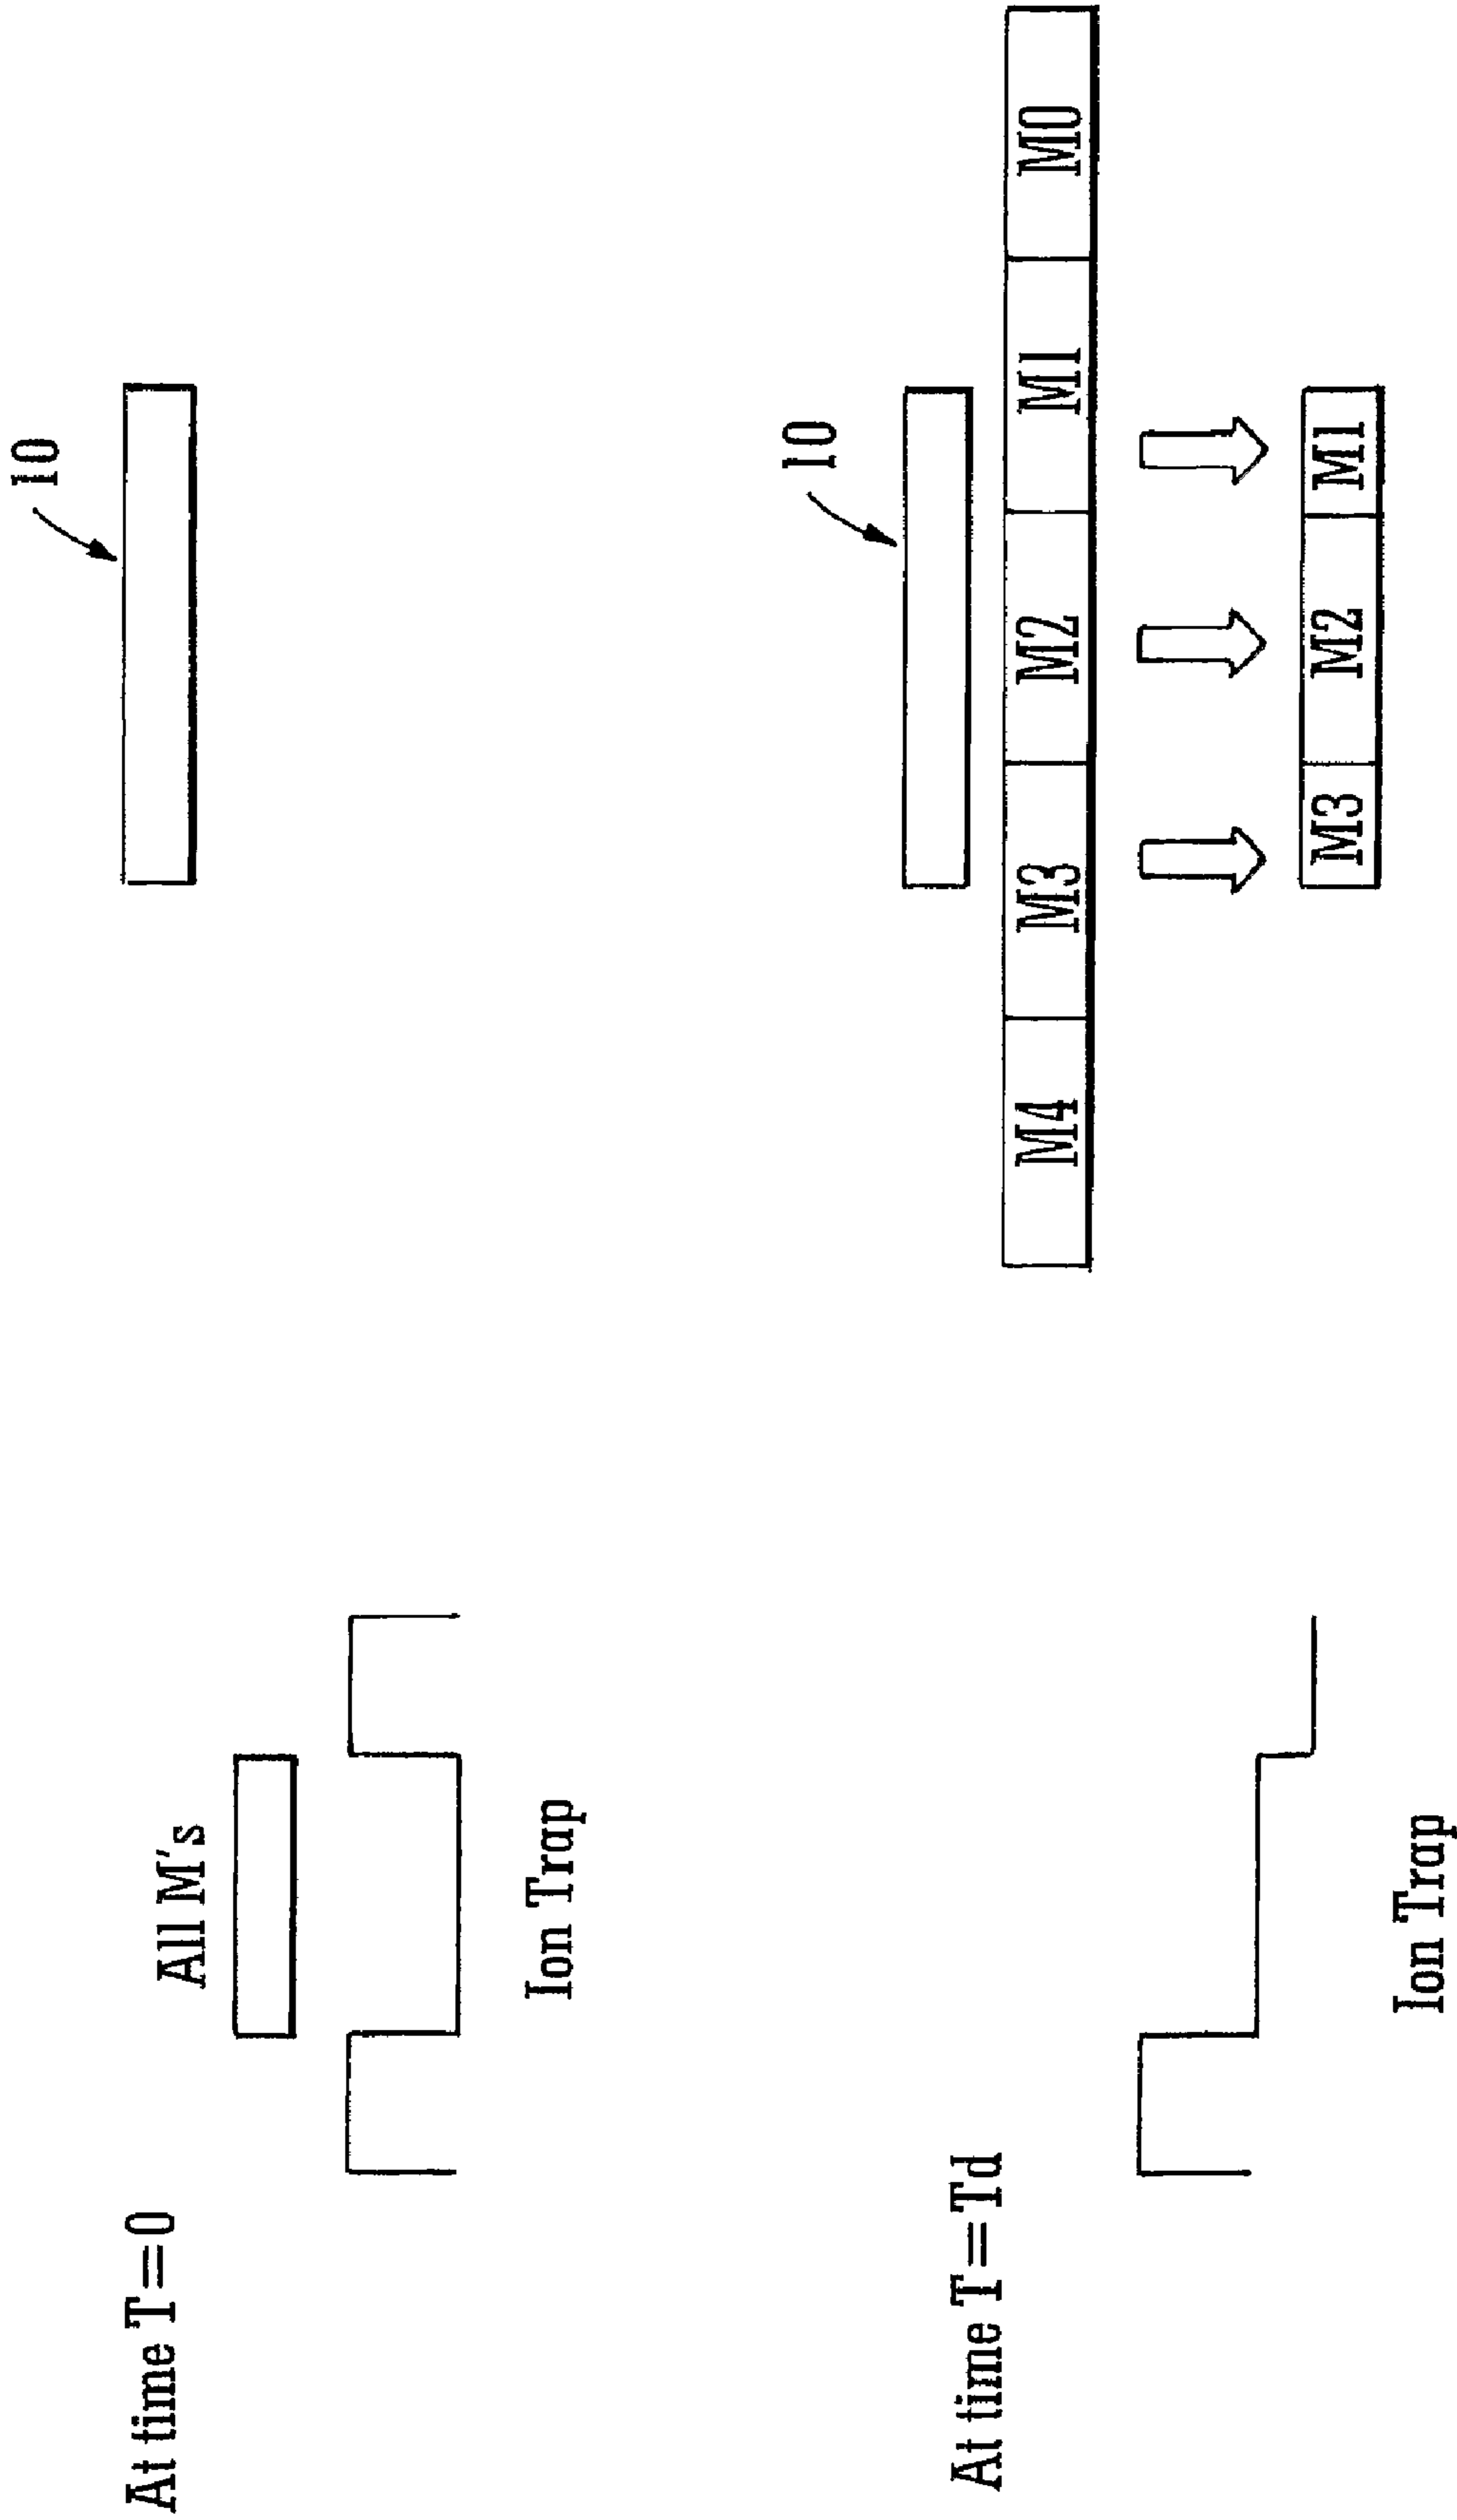 At time T=0
All M's
Ion Trap
10
At time T=Td
Ion Trap
10
M4 M3 M2 M1 M0
M3 M2 M1